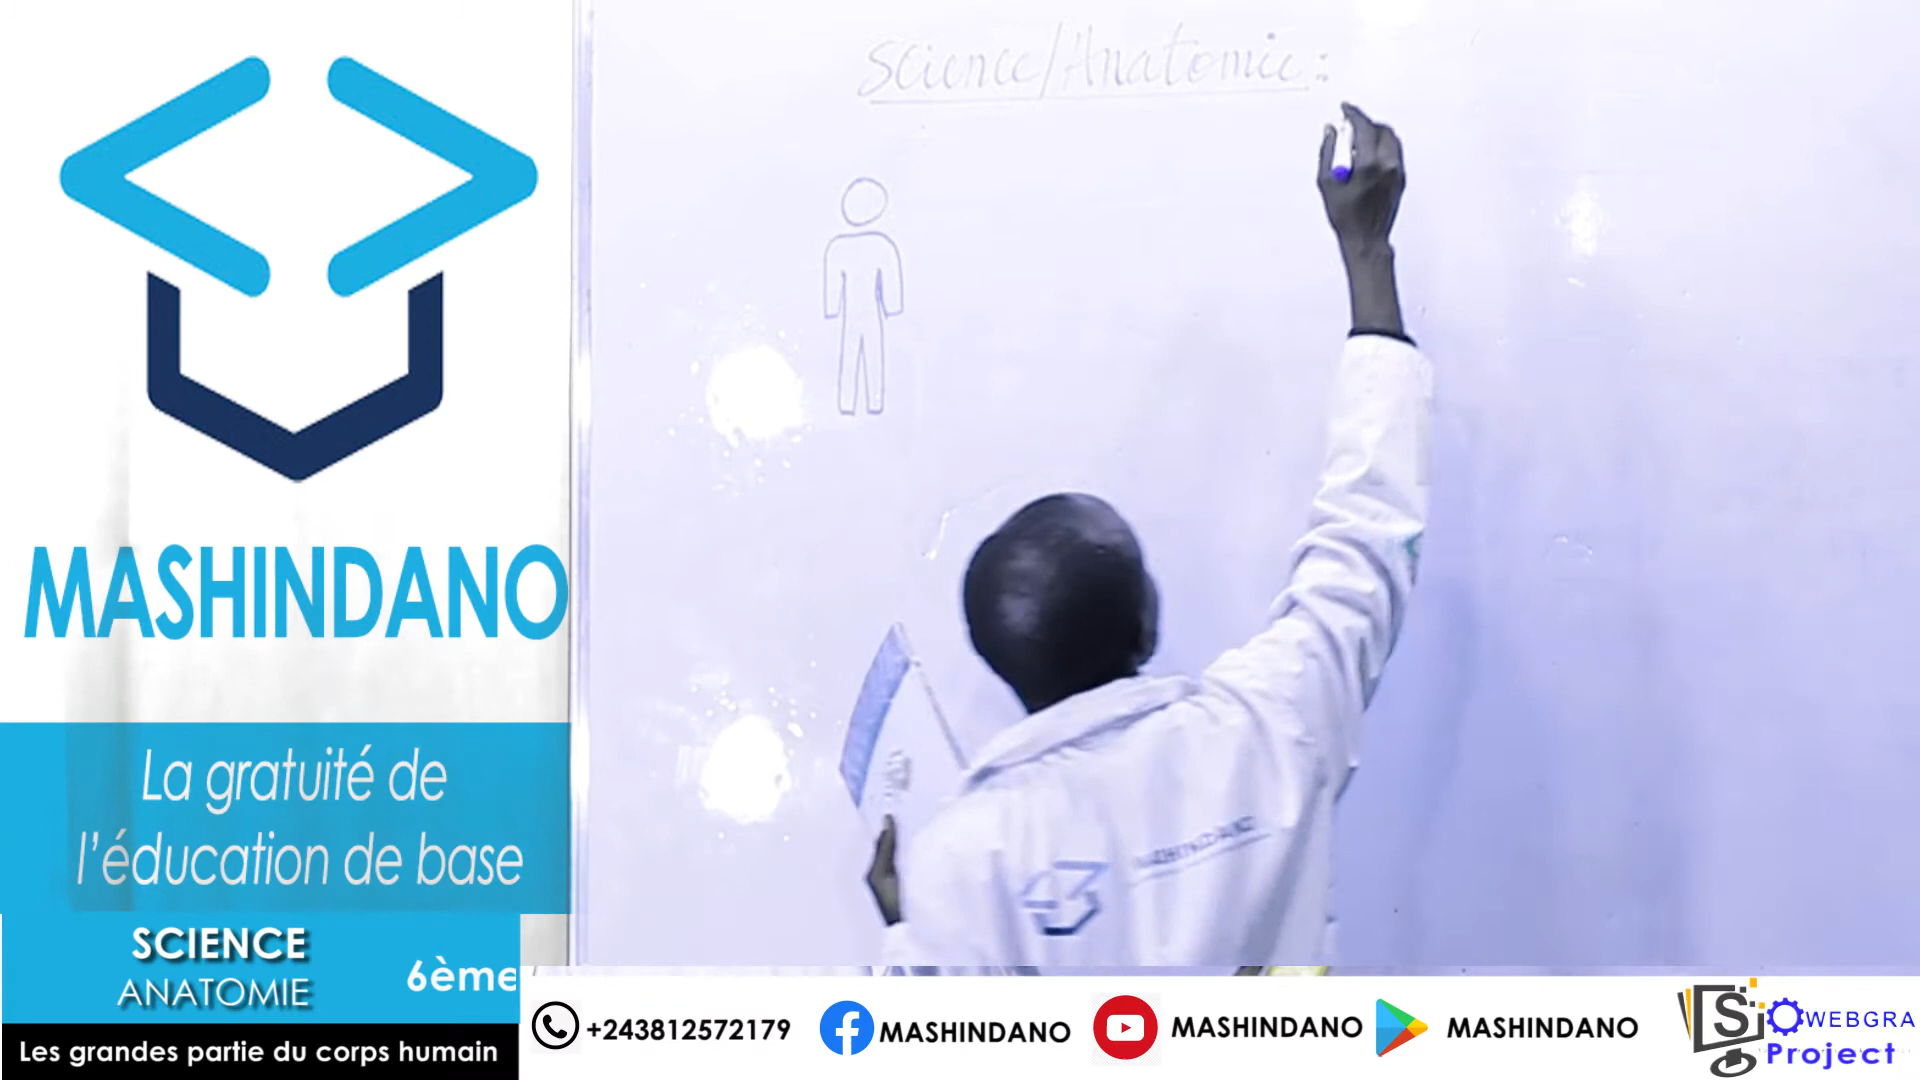 Science/Anatomie:
MASHINDANO
La gratuité de
l'éducation de base
SCIENCE
ANATOMIE
6ème
Les grandes partie du corps humain
MASHINDANO
+243812572179
MASHINDANO
MASHINDANO
MASHINDANO
S
WEBGRA
Project